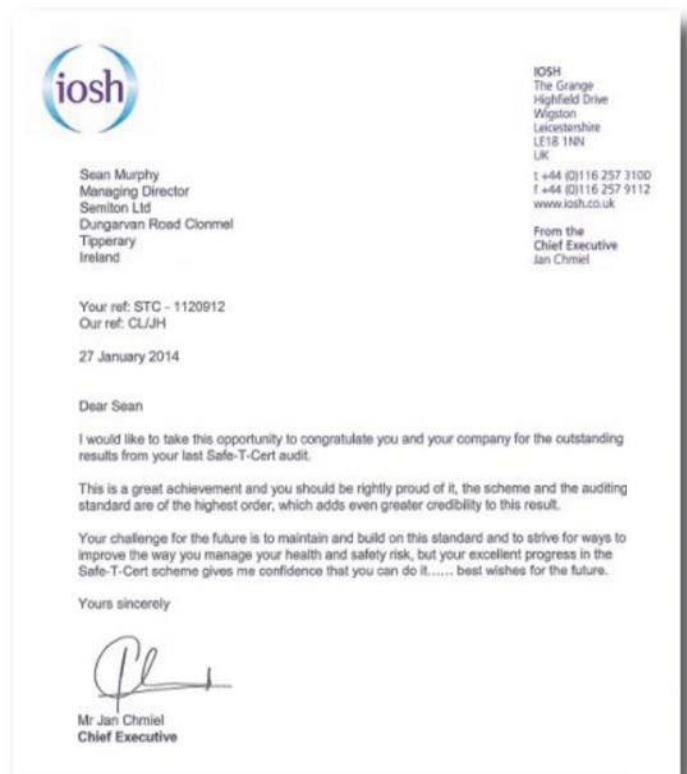 iosh
IOSH
The Grange
Highfield Drive
Wigston
Leicestershire
LE18 1NN
UK
t +44 (0)116 257 3100
f +44 (0)116 257 9112
www.iosh.co.uk
From the
Chief Executive
Jan Chmiel
Sean Murphy
Managing Director
Semiton Ltd
Dungarvan Road Clonmel
Tipperary
Ireland
Your ref: STC - 1120912
Our ref: CL/JH
27 January 2014
Dear Sean
I would like to take this opportunity to congratulate you and your company for the outstanding
results from your last Safe-T-Cert audit.
This is a great achievement and you should be rightly proud of it, the scheme and the auditing
standard are of the highest order, which adds even greater credibility to this result.
Your challenge for the future is to maintain and build on this standard and to strive for ways to
improve the way you manage your health and safety risk, but your excellent progress in the
Safe-T-Cert scheme gives me confidence that you can do it...... best wishes for the future.
Yours sincerely
Mr Jan Chmiel
Chief Executive